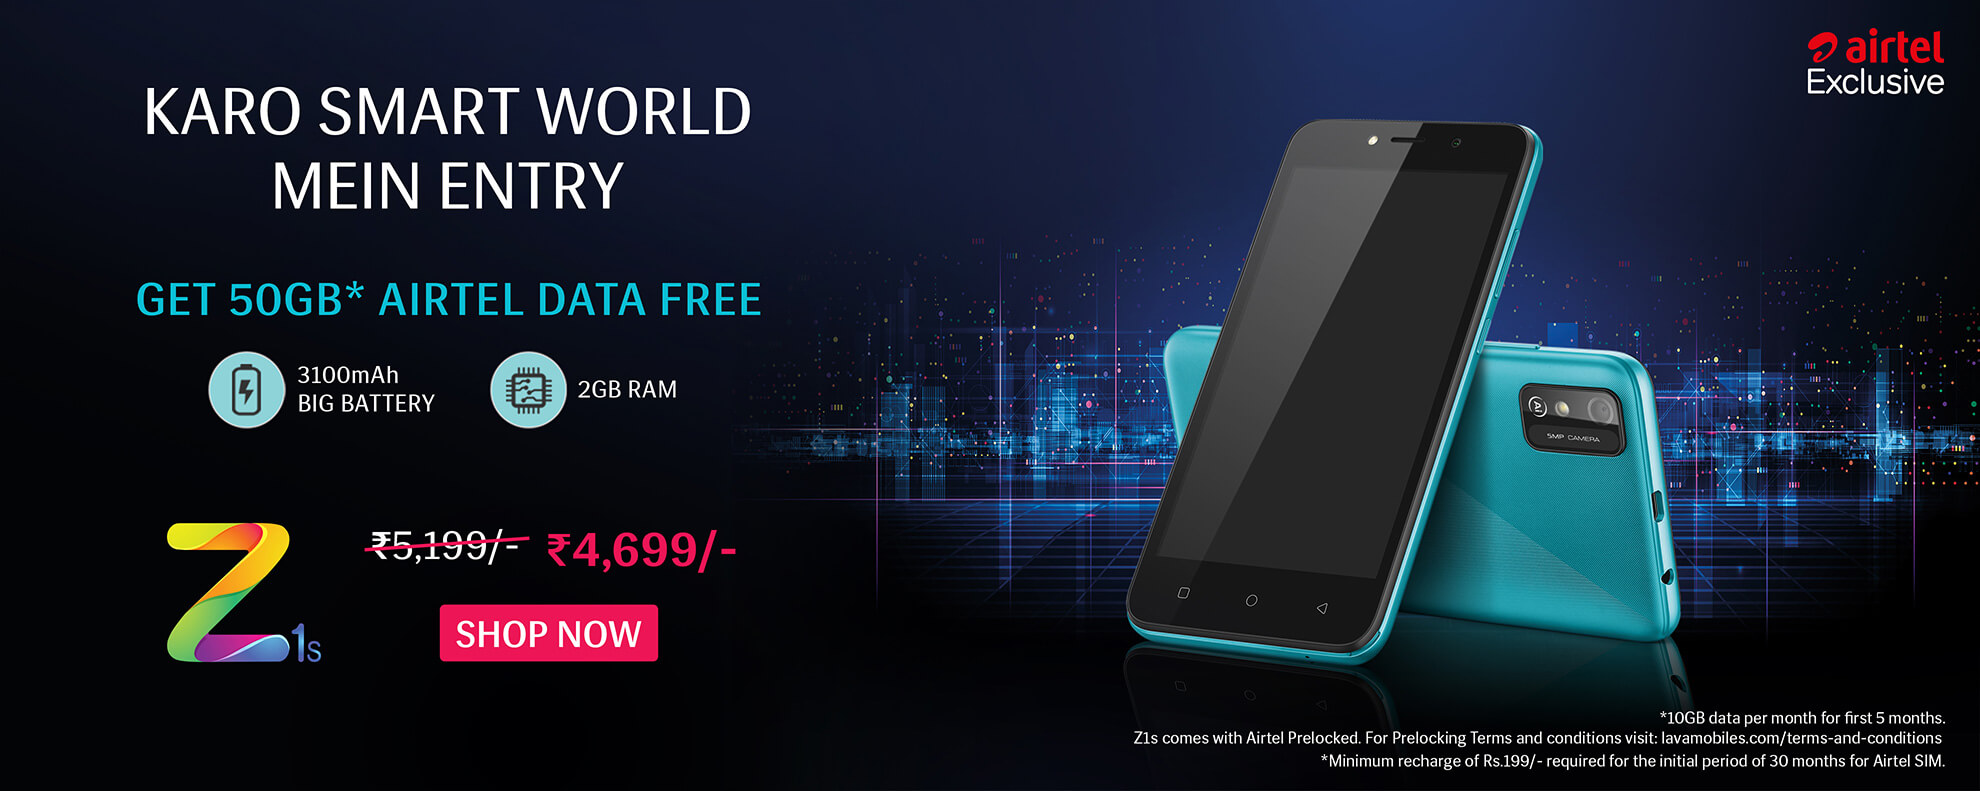 airtel
Exclusive
KARO SMART WORLD
MEIN ENTRY
GET 50GB* AIRTEL DATA FREE
3100mAh
BIG BATTERY
2GB RAM
Z1s
₹5,199/- ₹4,699/-
SHOP NOW
AI
5MP CAMERA
*10GB data per month for first 5 months.
Z1s comes with Airtel Prelocked. For Prelocking Terms and conditions visit: lavamobiles.com/terms-and-conditions
*Minimum recharge of Rs.199/- required for the initial period of 30 months for Airtel SIM.